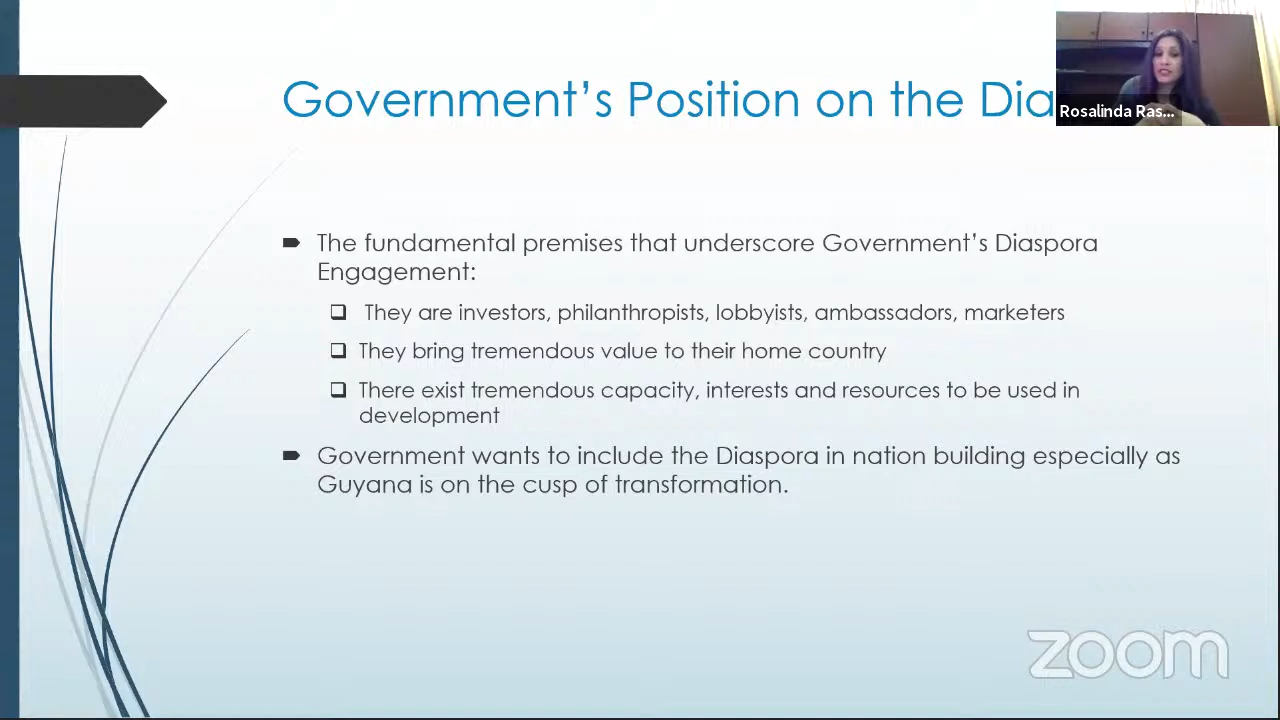 Government’s Position on the Dia
Rosalinda Ras...
The fundamental premises that underscore Government’s Diaspora
Engagement:
They are investors, philanthropists, lobbyists, ambassadors, marketers
They bring tremendous value to their home country
There exist tremendous capacity, interests and resources to be used in
development
Government wants to include the Diaspora in nation building especially as
Guyana is on the cusp of transformation.
zoom